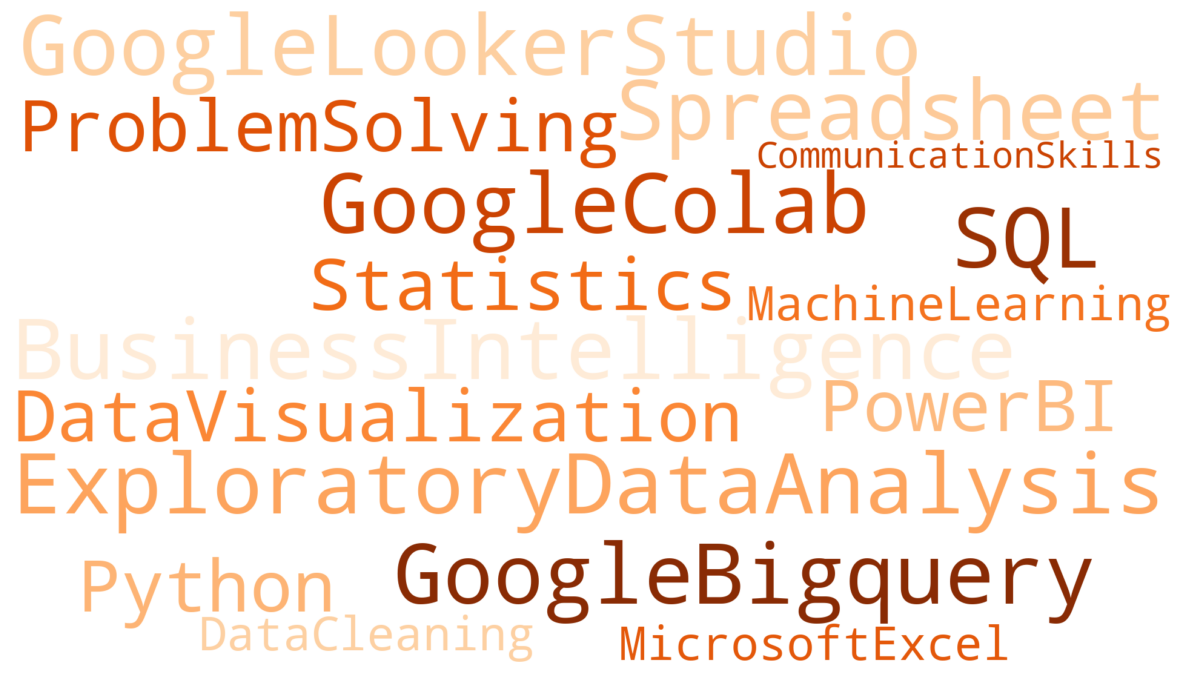 GoogleLookerStudio
Spreadsheet
ProblemSolving
CommunicationSkills
GoogleColab
SQL
Statistics
MachineLearning
BusinessIntelligence
PowerBI
DataVisualization
ExploratoryDataAnalysis
GoogleBigquery
Python
DataCleaning
MicrosoftExcel